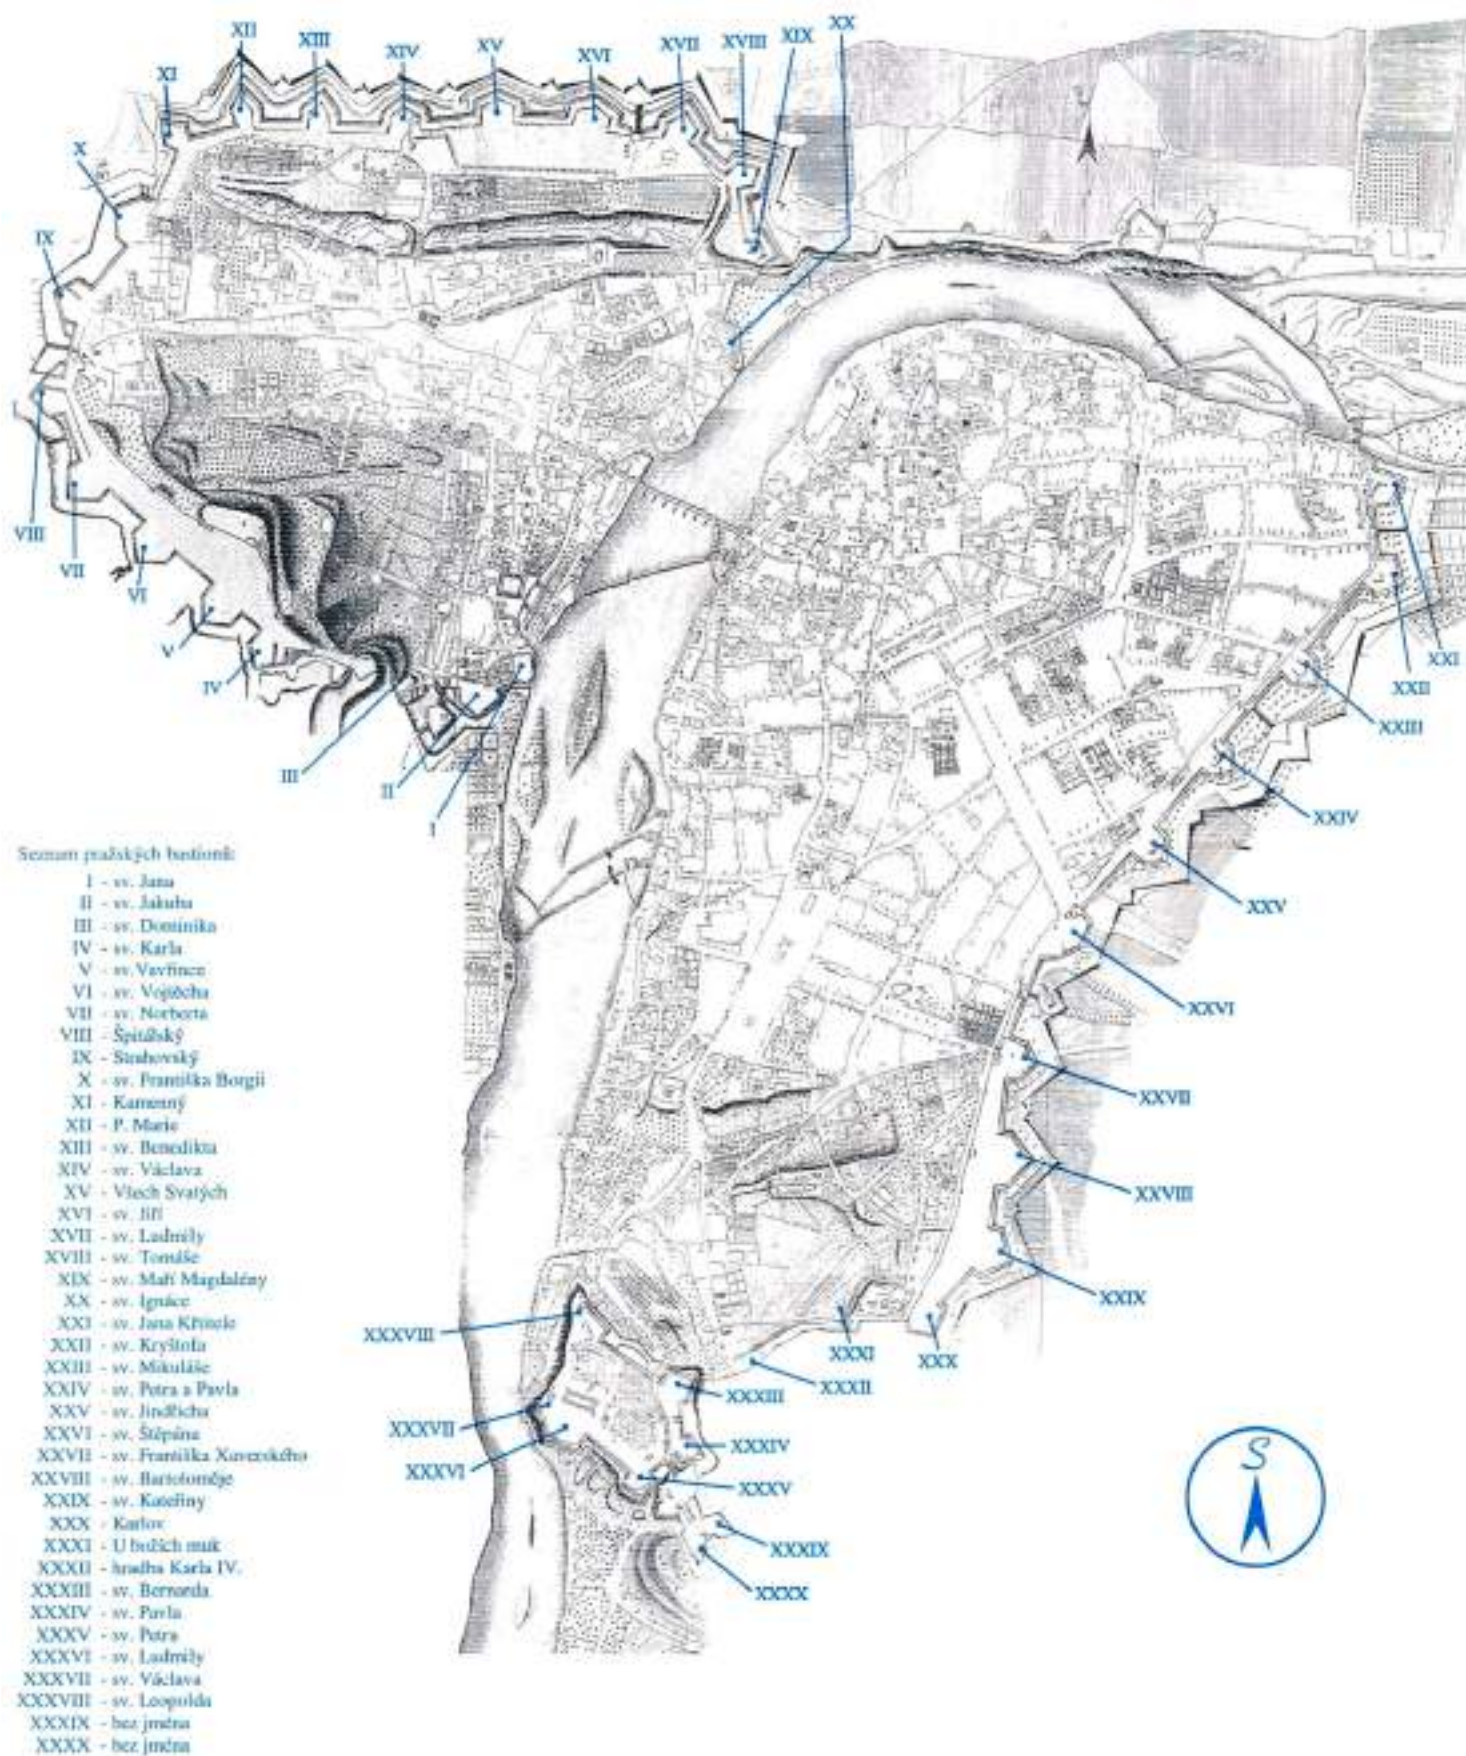 XX
XII
XIII
XIV
XV
XVI
XVII
XVIII
XIX
XI
X
IX
VIII
VII
VI
V
IV
III
II
I
XXI
XXII
XXIII
XXIV
XXV
XXVI
XXVII
XXVIII
XXIX
XXX
XXXI
XXXII
XXXIII
XXXIV
XXXV
XXXVI
XXXVII
XXXVIII
XXXIX
XXXX
S
Seznam pražských bastionů:
I - sv. Jana
II - sv. Jakuba
III - sv. Dominika
IV - sv. Karla
V - sv. Vavřince
VI - sv. Vojtěcha
VII - sv. Norberta
VIII - Špitálský
IX - Strahovský
X - sv. Františka Borgii
XI - Kamenný
XII - P. Marie
XIII - sv. Benedikta
XIV - sv. Václava
XV - Všech Svatých
XVI - sv. Jiří
XVII - sv. Ludmily
XVIII - sv. Tomáše
XIX - sv. Maří Magdalény
XX - sv. Ignáce
XXI - sv. Jana Křtitele
XXII - sv. Kryštofa
XXIII - sv. Mikuláše
XXIV - sv. Petra a Pavla
XXV - sv. Jindřicha
XXVI - sv. Štěpána
XXVII - sv. Františka Xaverského
XXVIII - sv. Bartoloměje
XXIX - sv. Kateřiny
XXX - Karlov
XXXI - U božích muk
XXXII - hradba Karla IV.
XXXIII - sv. Bernarda
XXXIV - sv. Pavla
XXXV - sv. Petra
XXXVI - sv. Ludmily
XXXVII - sv. Václava
XXXVIII - sv. Leopolda
XXXIX - bez jména
XXXX - bez jména